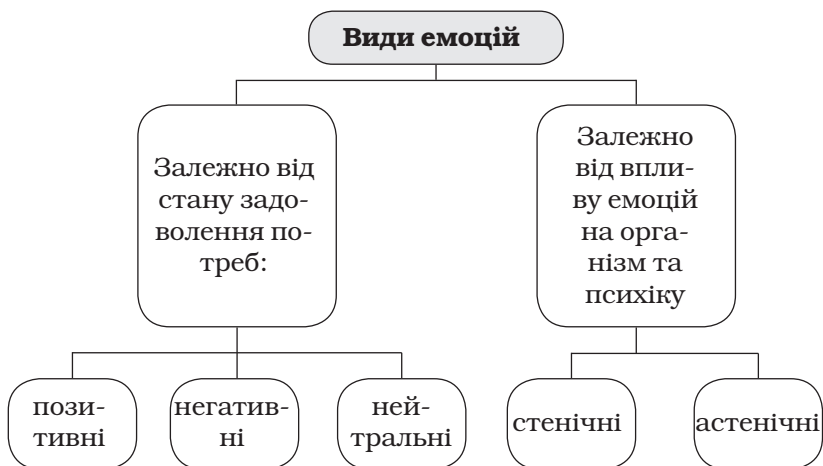 Види емоцій
Залежно від
стану задо-
волення по-
треб:
Залежно
від впли-
ву емоцій
на орга-
нізм та
психіку
пози-
тивні
негатив-
ні
ней-
тральні
стенічні
астенічні